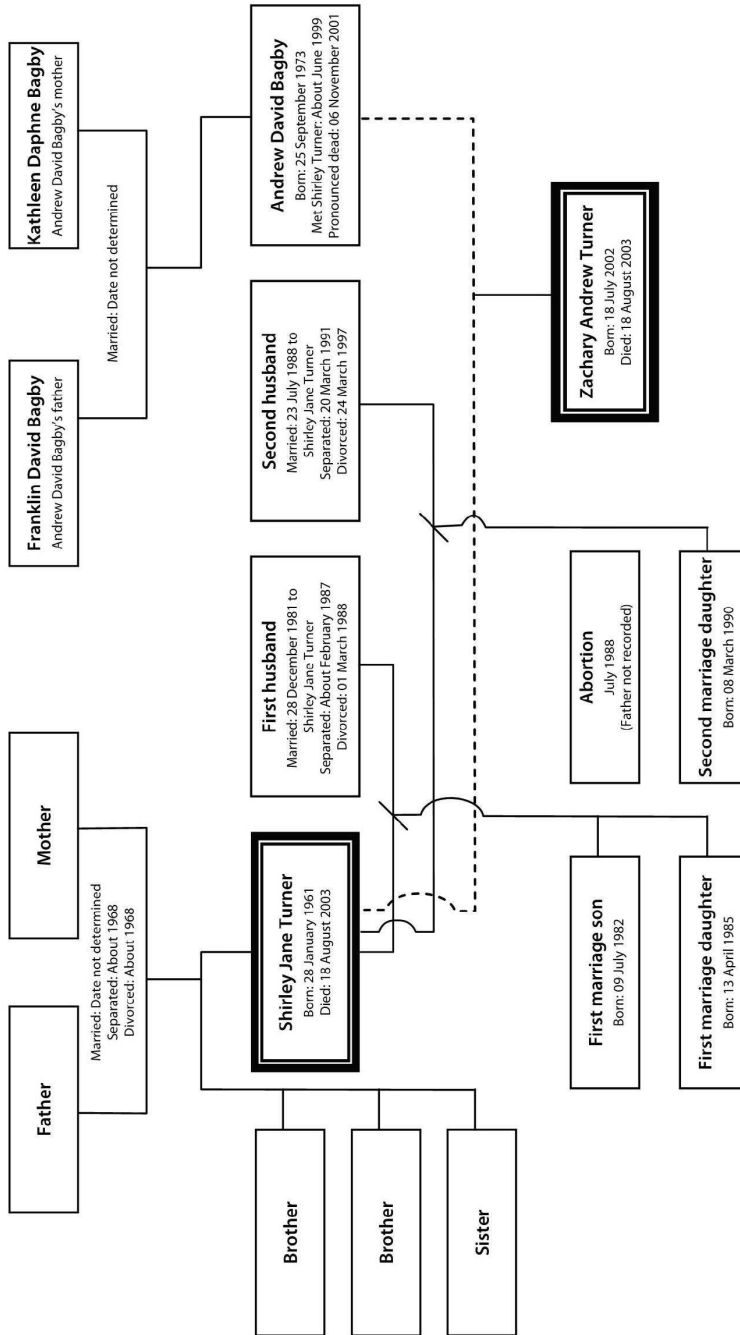 Father
Mother
Married: Date not determined
Separated: About 1968
Divorced: About 1968
Franklin David Bagby
Andrew David Bagby's father
Kathleen Daphne Bagby
Andrew David Bagby's mother
Married: Date not determined
Brother
Brother
Sister
Shirley Jane Turner
Born: 28 January 1961
Died: 18 August 2003
First husband
Married: 28 December 1981 to
Shirley Jane Turner
Separated: About February 1987
Divorced: 01 March 1988
Second husband
Married: 23 July 1988 to
Shirley Jane Turner
Separated: 20 March 1991
Divorced: 24 March 1997
Andrew David Bagby
Born: 25 September 1973
Met Shirley Turner: About June 1999
Pronounced dead: 06 November 2001
First marriage son
Born: 09 July 1982
First marriage daughter
Born: 13 April 1985
Abortion
July 1988
(Father not recorded)
Second marriage daughter
Born: 08 March 1990
Zachary Andrew Turner
Born: 18 July 2002
Died: 18 August 2003